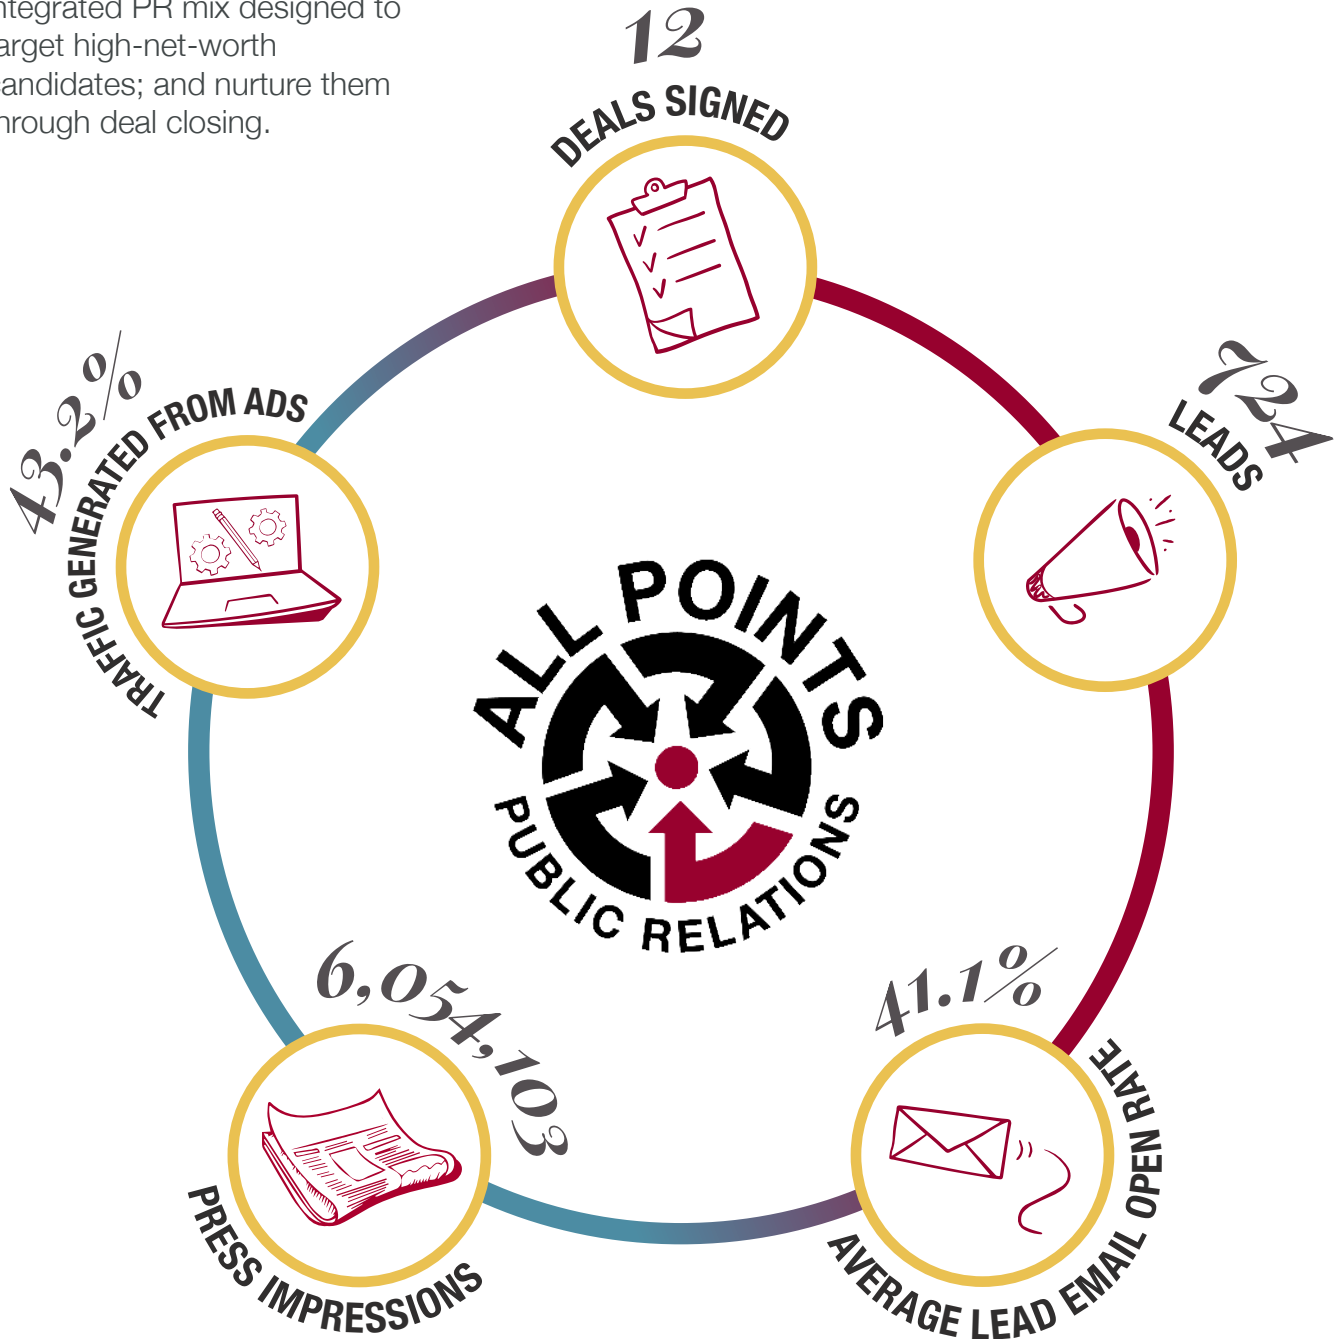 ntegrated PR mix designed to
arget high-net-worth
andidates; and nurture them
hrough deal closing.
12
DEALS SIGNED
724
LEADS
43.2%
TRAFFIC GENERATED FROM ADS
ALL POINTS
PUBLIC RELATIONS
6,054,103
PRESS IMPRESSIONS
41.1%
AVERAGE LEAD EMAIL OPEN RATE